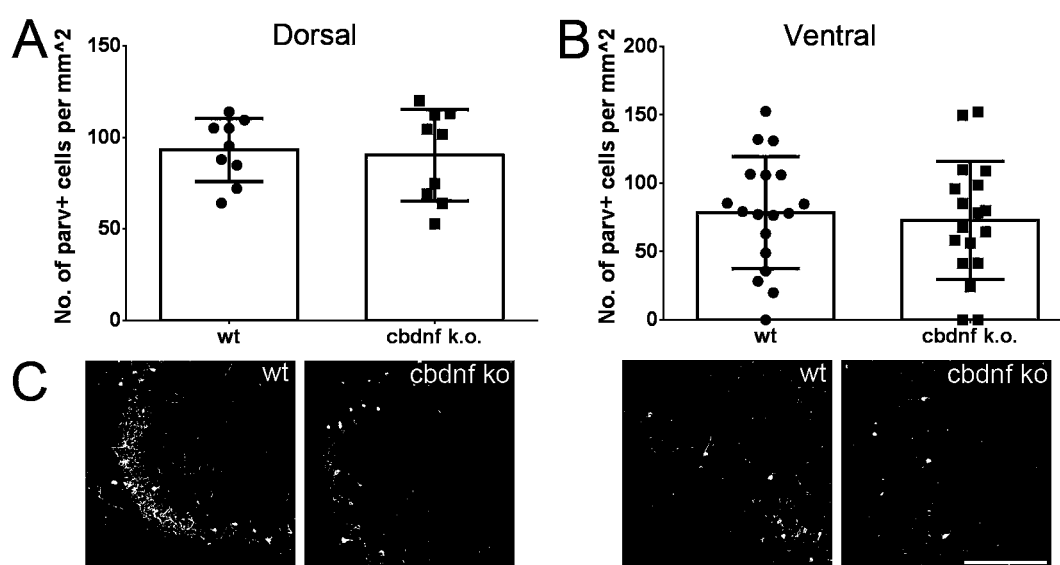 A
Dorsal
No. of parv+ cells per mm^2
150
100
50
0
wt
cbdnf k.o.
B
Ventral
No. of parv+ cells per mm^2
200
150
100
50
0
wt
cbdnf k.o.
C
wt
cbdnf ko
wt
cbdnf ko